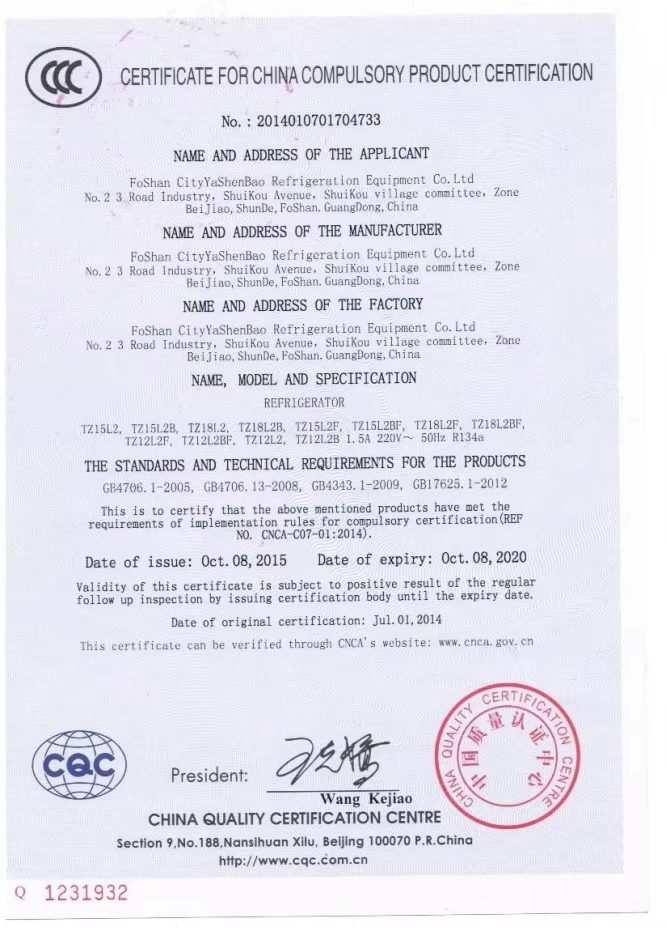 CCC
CERTIFICATE FOR CHINA COMPULSORY PRODUCT CERTIFICATION
No. : 2014010701704733
NAME AND ADDRESS OF THE APPLICANT
FoShan CityYaShenBao Refrigeration Equipment Co. Ltd
No. 2 3 Road Industry, ShuiKou Avenue, ShuiKou village committee, Zone
BeiJiao, ShunDe, FoShan. GuangDong, China
NAME AND ADDRESS OF THE MANUFACTURER
FoShan CityYaShenBao Refrigeration Equipment Co. Ltd
No. 2 3 Road Industry, ShuiKou Avenue, ShuiKou village committee, Zone
BeiJiao, ShunDe, FoShan. GuangDong, China
NAME AND ADDRESS OF THE FACTORY
FoShan CityYaShenBao Refrigeration Equipment Co. Ltd
No. 2 3 Road Industry, ShuiKou Avenue, ShuiKou village committee, Zone
BeiJiao, ShunDe, FoShan. GuangDong, China
NAME, MODEL AND SPECIFICATION
REFRIGERATOR
TZ15L2, TZ15L2B, TZ18L2, TZ18L2B, TZ15L2F, TZ15L2BF, TZ18L2F, TZ18L2BF,
TZ12L2F, TZ12L2BF, TZ12L2, TZ12L2B 1.5A 220V～ 50Hz R134a
THE STANDARDS AND TECHNICAL REQUIREMENTS FOR THE PRODUCTS
GB4706.1-2005, GB4706.13-2008, GB4343.1-2009, GB17625.1-2012
This is to certify that the above mentioned products have met the
requirements of implementation rules for compulsory certification(REF
NO. CNCA-C07-01:2014).
Date of issue: Oct. 08, 2015 Date of expiry: Oct. 08, 2020
Validity of this certificate is subject to positive result of the regular
follow up inspection by issuing certification body until the expiry date.
Date of original certification: Jul. 01, 2014
This certificate can be verified through CNCA's website: www.cnca.gov.cn
CHINA QUALITY CERTIFICATION CENTRE
中国质量认证中心
CQC
President:
Wang Kejiao
CHINA QUALITY CERTIFICATION CENTRE
Section 9,No.188,Nansihuan Xilu, Beijing 100070 P.R.China
http://www.cqc.com.cn
Q 1231932